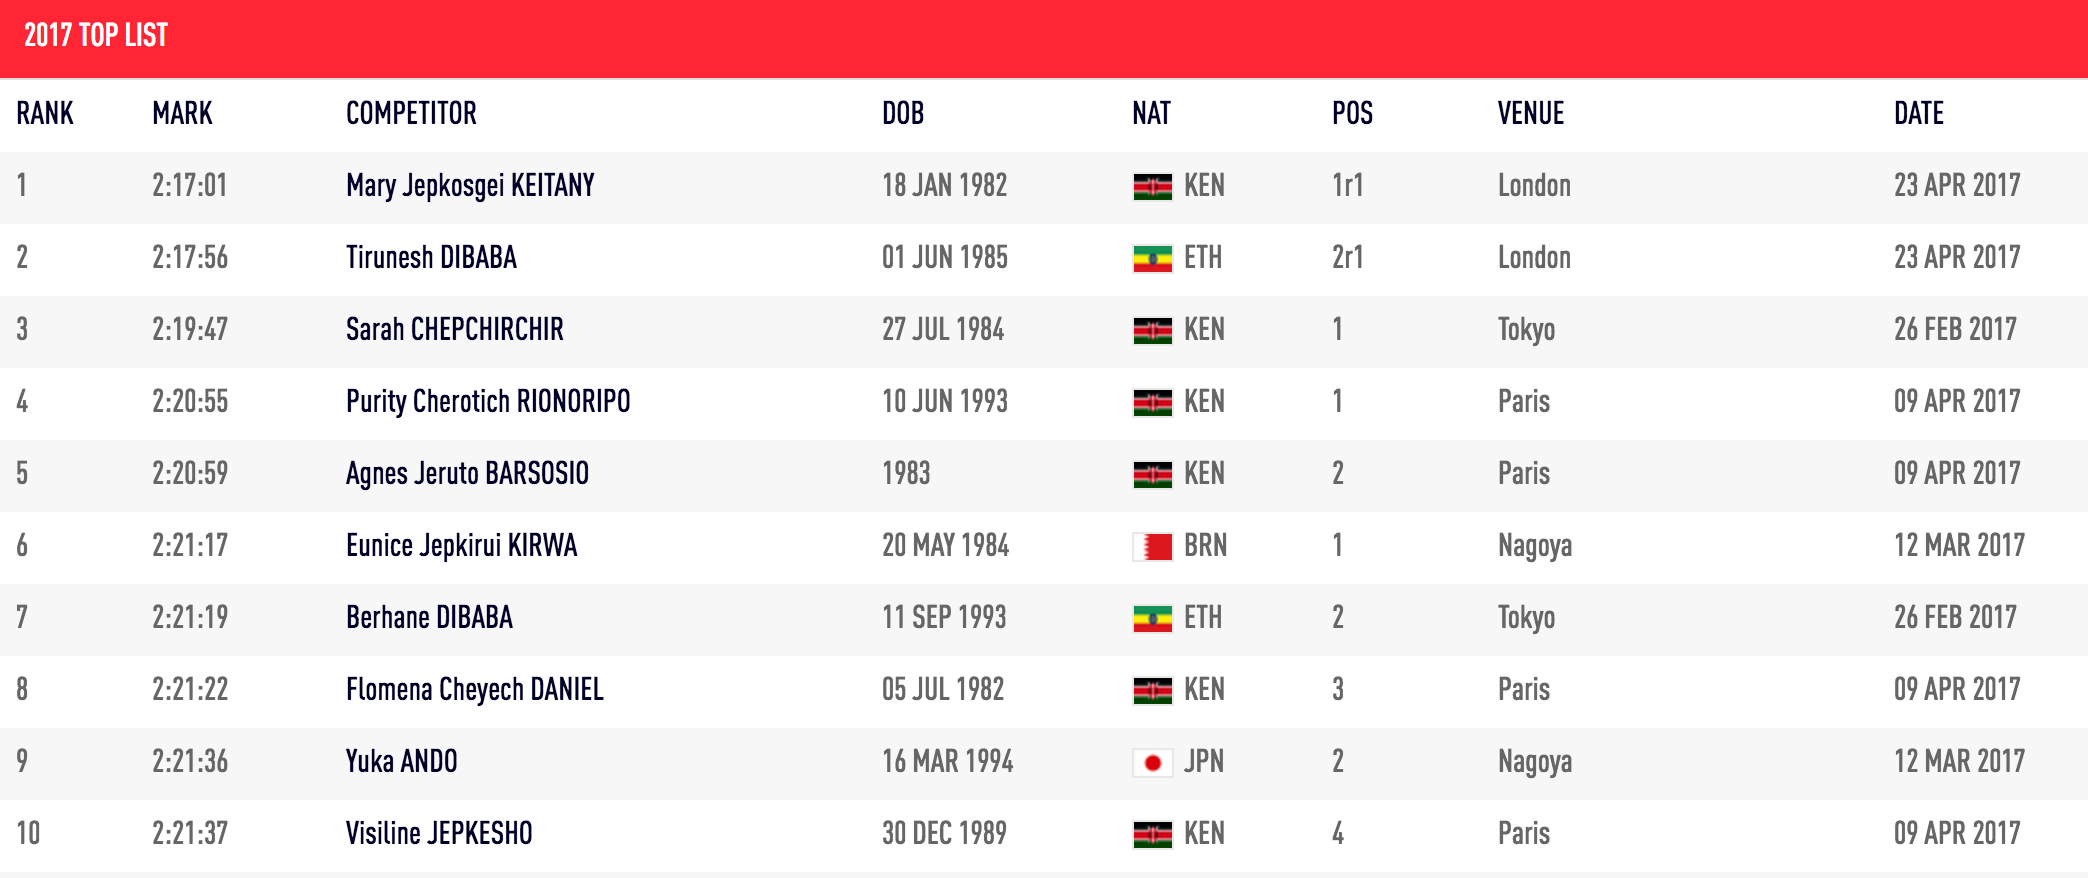 2017 TOP LIST
RANK MARK COMPETITOR DOB NAT POS VENUE DATE
1 2:17:01 Mary Jepkosgei KEITANY 18 JAN 1982 KEN 1r1 London 23 APR 2017
2 2:17:56 Tirunesh DIBABA 01 JUN 1985 ETH 2r1 London 23 APR 2017
3 2:19:47 Sarah CHEPCHIRCHIR 27 JUL 1984 KEN 1 Tokyo 26 FEB 2017
4 2:20:55 Purity Cherotich RIONORIPO 10 JUN 1993 KEN 1 Paris 09 APR 2017
5 2:20:59 Agnes Jeruto BARSOSIO 1983 KEN 2 Paris 09 APR 2017
6 2:21:17 Eunice Jepkirui KIRWA 20 MAY 1984 BRN 1 Nagoya 12 MAR 2017
7 2:21:19 Berhane DIBABA 11 SEP 1993 ETH 2 Tokyo 26 FEB 2017
8 2:21:22 Flomena Cheyech DANIEL 05 JUL 1982 KEN 3 Paris 09 APR 2017
9 2:21:36 Yuka ANDO 16 MAR 1994 JPN 2 Nagoya 12 MAR 2017
10 2:21:37 Visiline JEPKESHO 30 DEC 1989 KEN 4 Paris 09 APR 2017